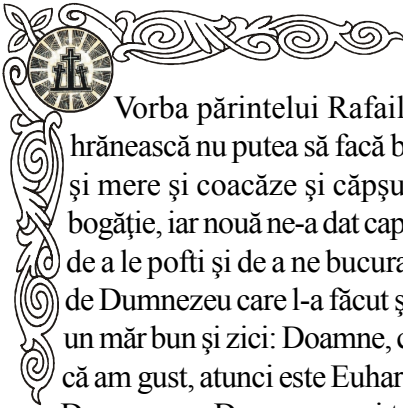 Vorba părintelui Rafail
hrănească nu putea să facă b
şi mere şi coacăze şi căpşu
bogăţie, iar nouă ne-a dat cap
de a le pofti şi de a ne bucura
de Dumnezeu care l-a făcut ş
un măr bun şi zici: Doamne, c
că am gust, atunci este Euhar